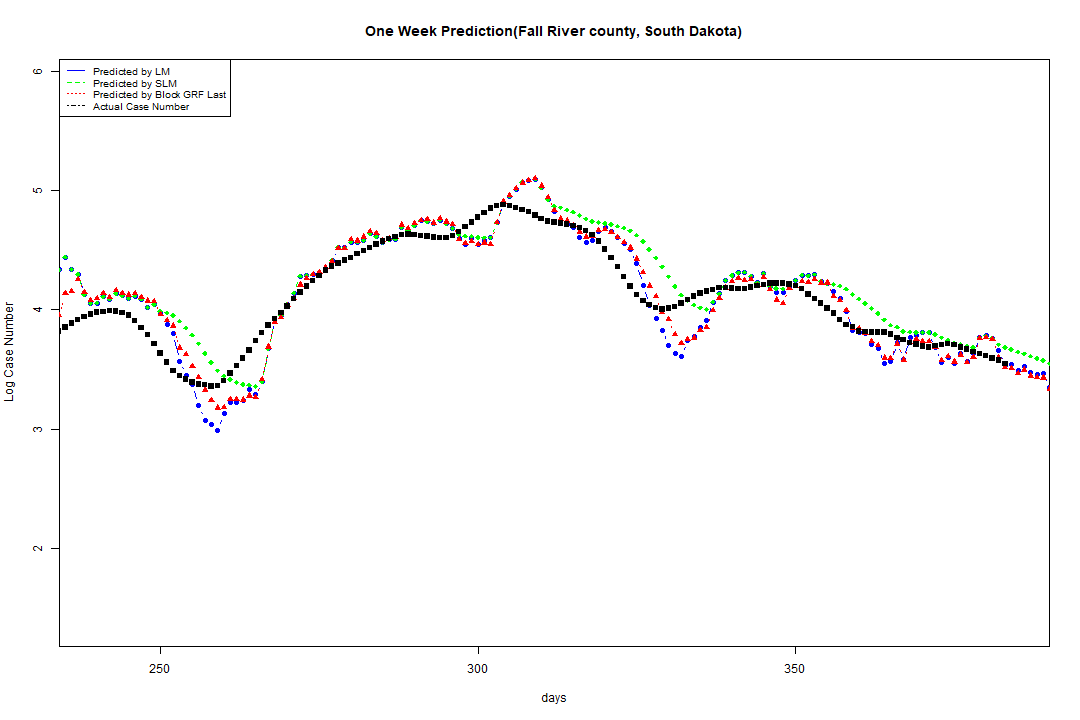 One Week Prediction(Fall River county, South Dakota)
Predicted by LM
Predicted by SLM
Predicted by Block GRF Last
Actual Case Number
6
5
4
3
2
Log Case Number
250
300
350
days